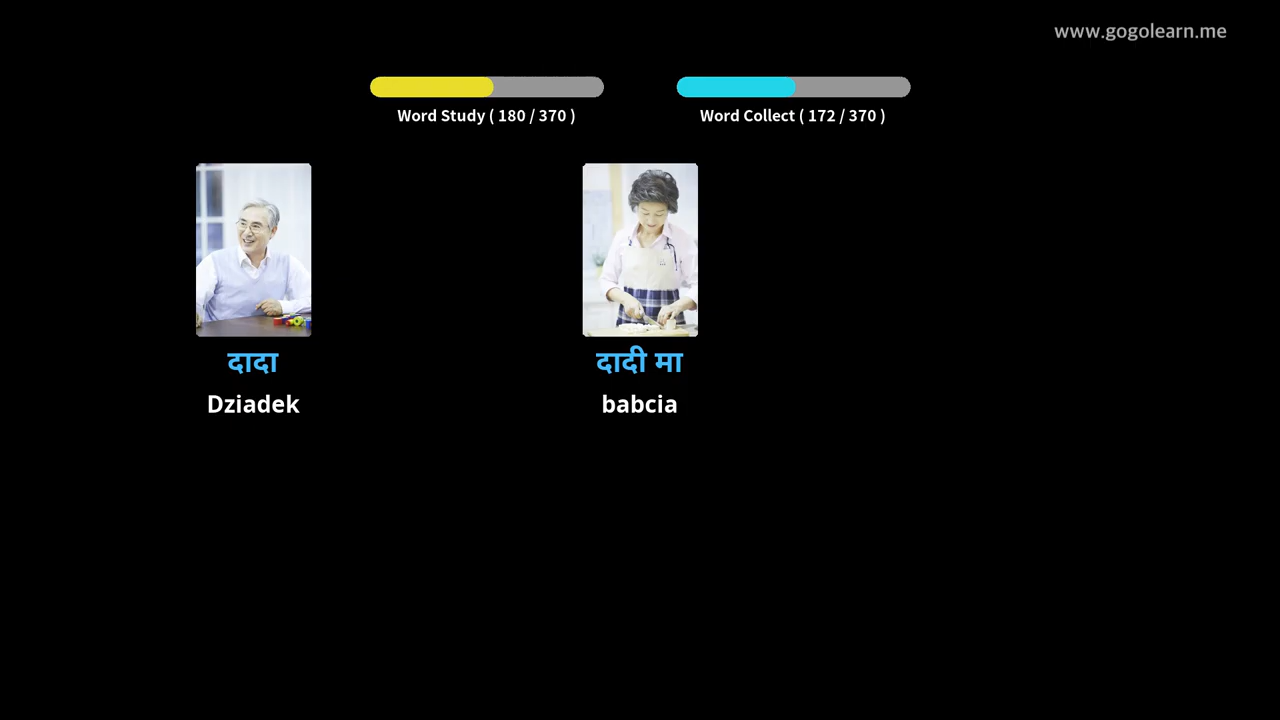 www.gogolearn.me
Word Study ( 180 / 370 )
Word Collect ( 172 / 370 )
दादा
दादी मा
Dziadek
babcia